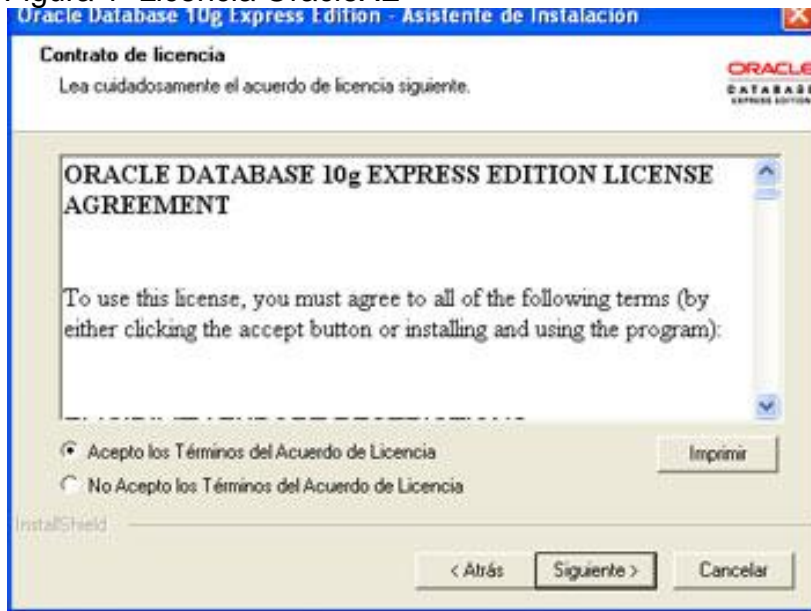 Oracle Database 10g Express Edition - Asistente de Instalación
Contrato de licencia
Lea cuidadosamente el acuerdo de licencia siguiente.
ORACLE
DATABASE
EXPRESS EDITION
ORACLE DATABASE 10g EXPRESS EDITION LICENSE
AGREEMENT
To use this license, you must agree to all of the following terms (by
either clicking the accept button or installing and using the program):
Acepto los Términos del Acuerdo de Licencia
Imprimir
No Acepto los Términos del Acuerdo de Licencia
InstallShield
< Atrás
Siguiente >
Cancelar